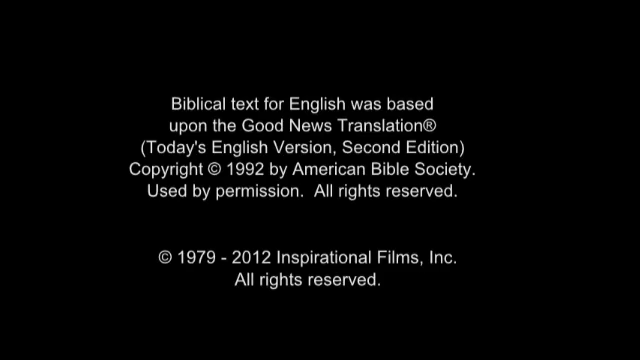 Biblical text for English was based
upon the Good News Translation®
(Today's English Version, Second Edition)
Copyright © 1992 by American Bible Society.
Used by permission.  All rights reserved.
© 1979 - 2012 Inspirational Films, Inc.
All rights reserved.